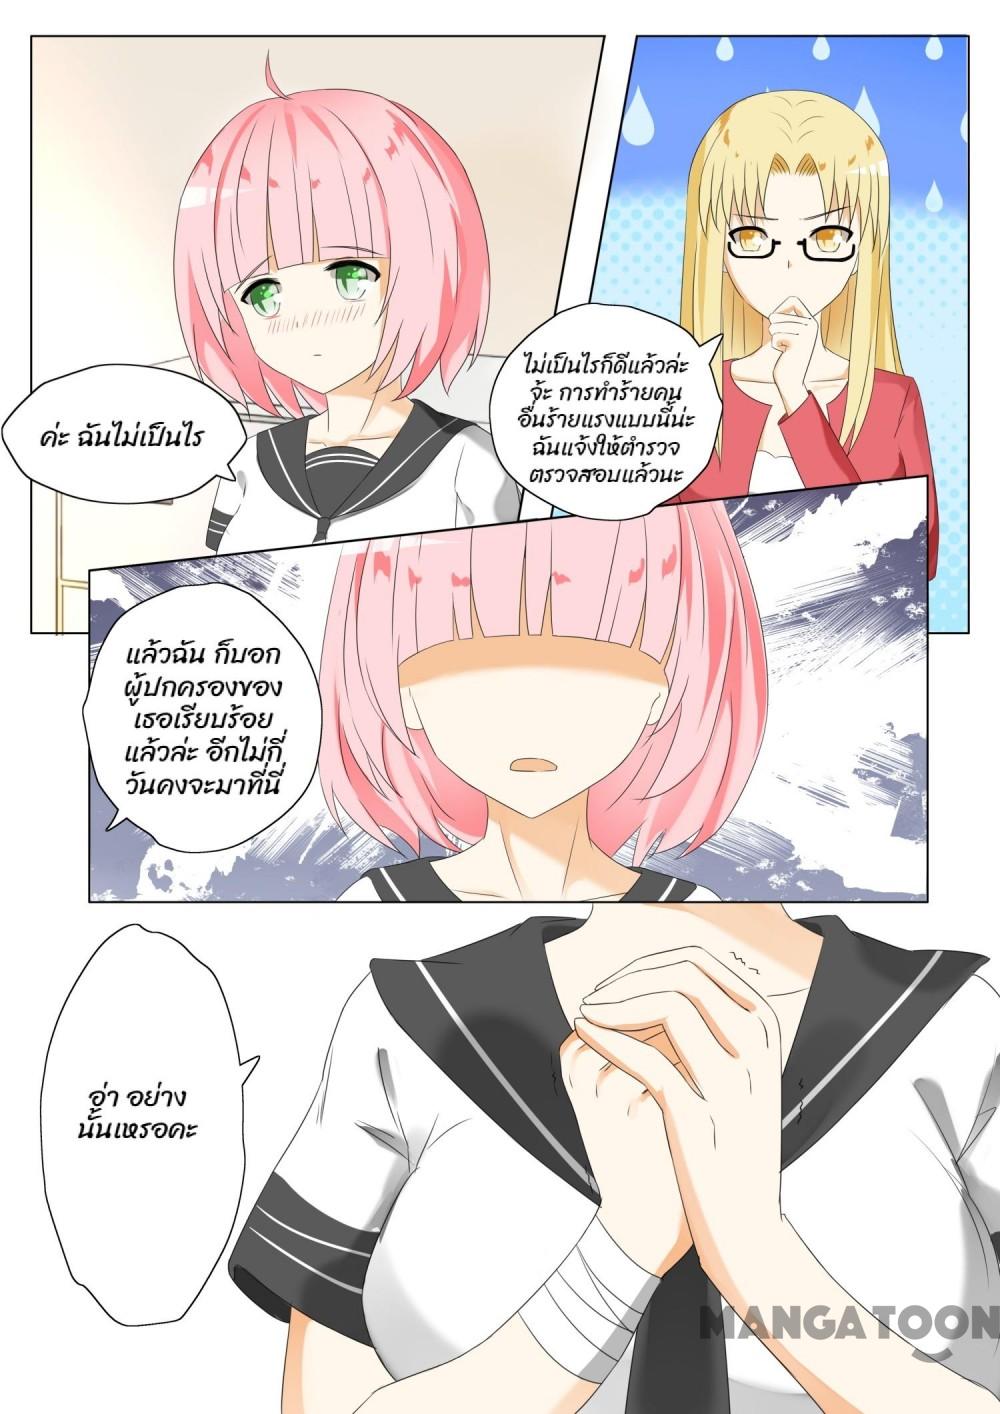 ค่ะ ฉันไม่เป็นไร
ไม่เป็นไรก็ดีแล้วล่ะ
จ้ะ การทำร้ายคน
อื่นร้ายแรงแบบนี้น่ะ
ฉันแจ้งให้ตำรวจ
ตรวจสอบแล้วนะ
แล้วฉัน ก็บอก
ผู้ปกครองของ
เธอเรียบร้อย
แล้วล่ะ อีกไม่กี่
วันคงจะมาที่นี่
อ่า อย่าง
นั้นเหรอคะ
MANGATOON